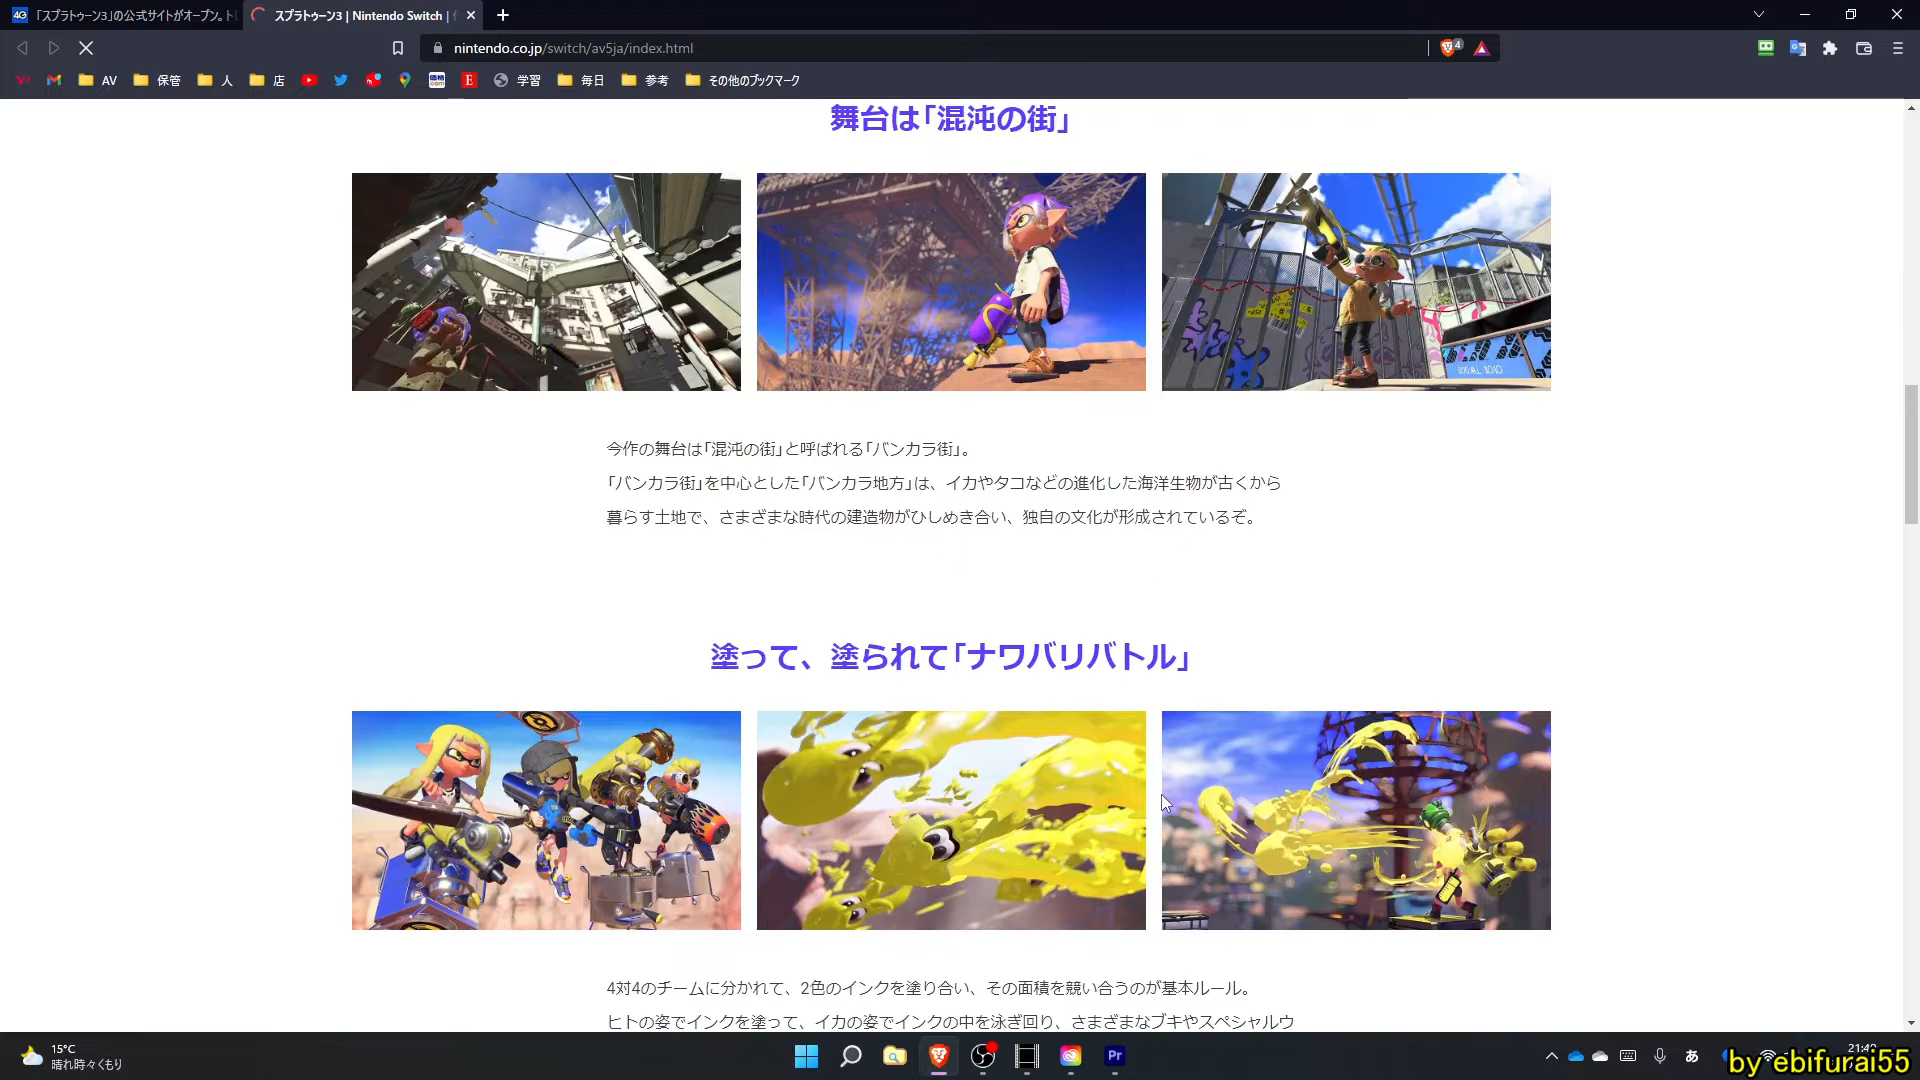 「スプラトゥーン3」の公式サイトがオープン。ト
スプラトゥーン3 | Nintendo Switch |
nintendo.co.jp/switch/av5ja/index.html
4
AV
保管
人
店
学習
毎日
参考
その他のブックマーク
舞台は「混沌の街」
今作の舞台は「混沌の街」と呼ばれる「バンカラ街」。
「バンカラ街」を中心とした「バンカラ地方」は、イカやタコなどの進化した海洋生物が古くから
暮らす土地で、さまざまな時代の建造物がひしめき合い、独自の文化が形成されているぞ。
塗って、塗られて「ナワバリバトル」
4対4のチームに分かれて、2色のインクを塗り合い、その面積を競い合うのが基本ルール。
ヒトの姿でインクを塗って、イカの姿でインクの中を泳ぎ回り、さまざまなブキやスペシャルウ
15°C
晴れ時々くもり
Pr
あ
by ebifurai55